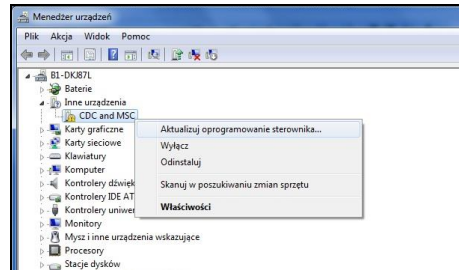 Menedżer urządzeń
Plik Akcja Widok Pomoc
B1-DKJ87L
Baterie
Inne urządzenia
CDC and MSC
Karty graficzne
Karty sieciowe
Klawiatury
Komputer
Kontrolery dźwięk
Kontrolery IDE AT
Kontrolery uniwer
Monitory
Mysz i inne urządzenia wskazujące
Procesory
Stacje dysków
Aktualizuj oprogramowanie sterownika...
Wyłącz
Odinstaluj
Skanuj w poszukiwaniu zmian sprzętu
Właściwości